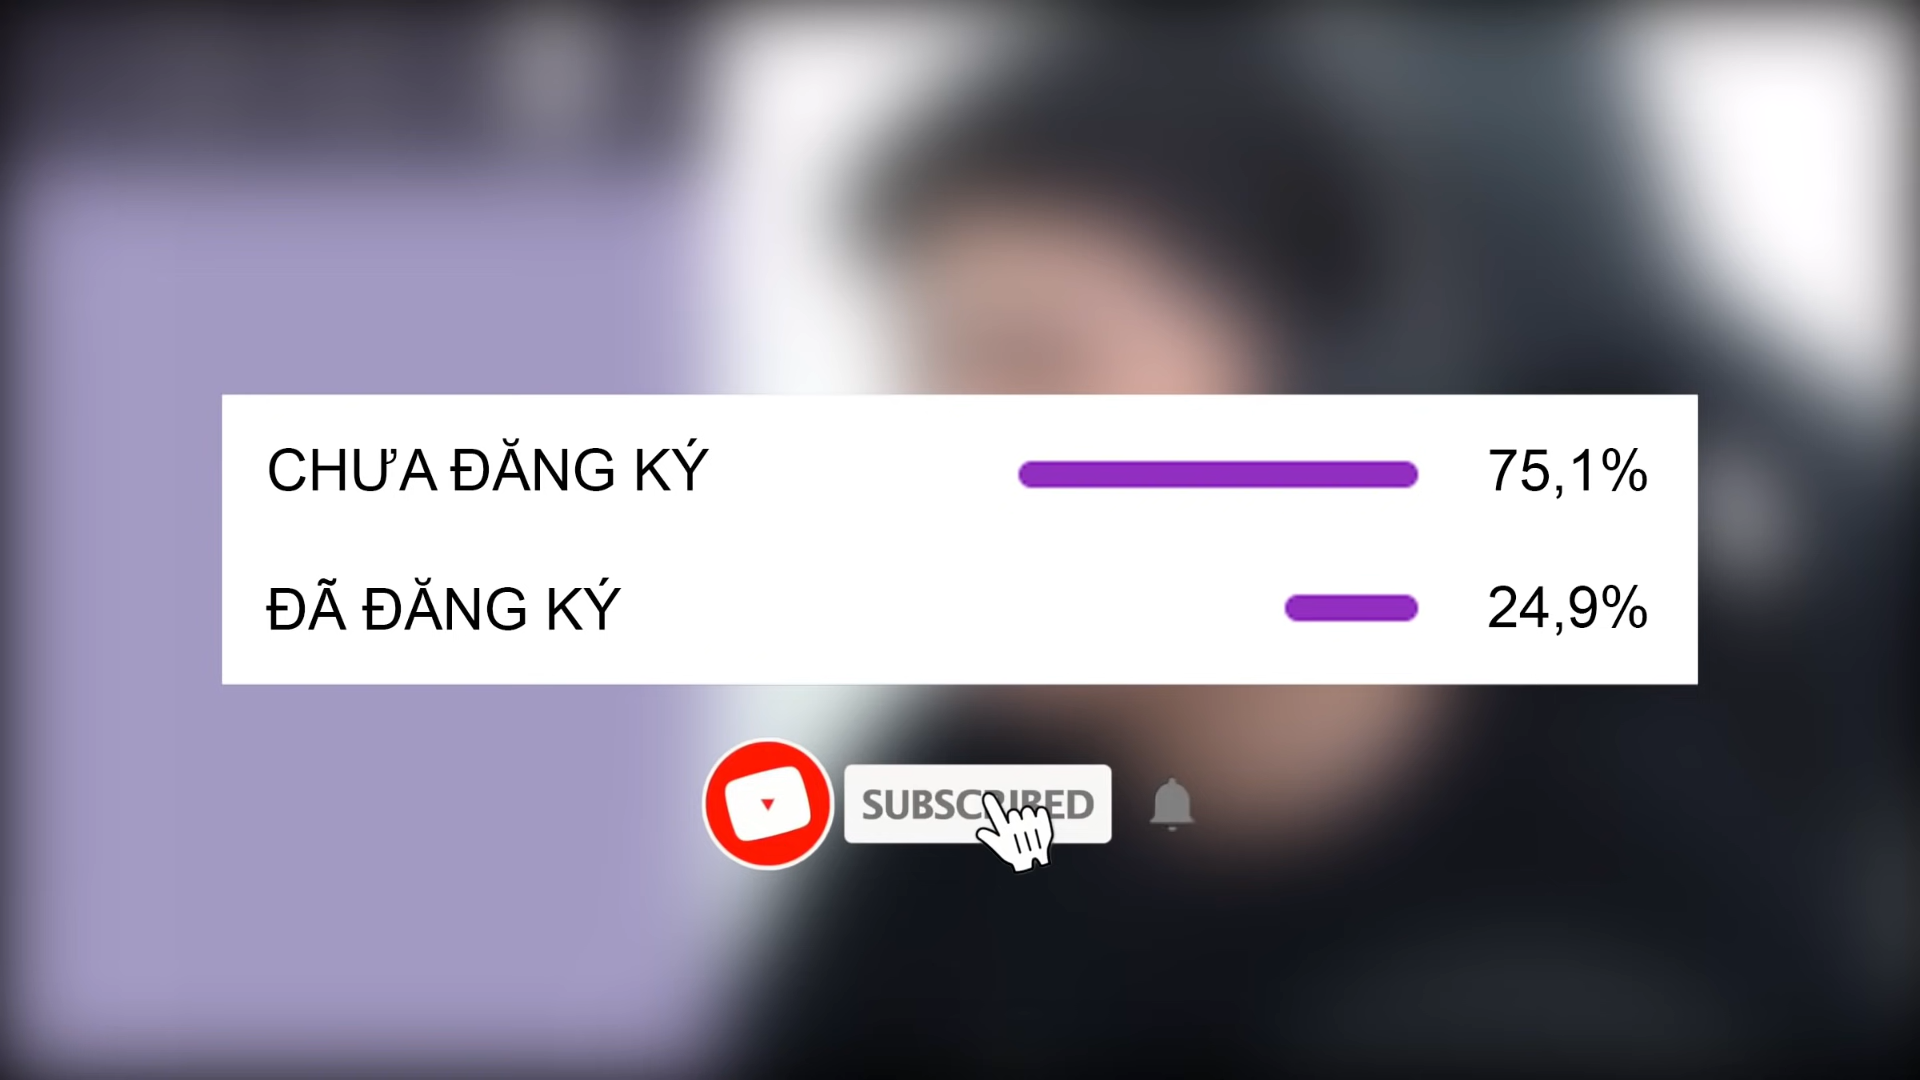 CHƯA ĐĂNG KÝ 75,1%
ĐÃ ĐĂNG KÝ 24,9%
SUBSCRIBED